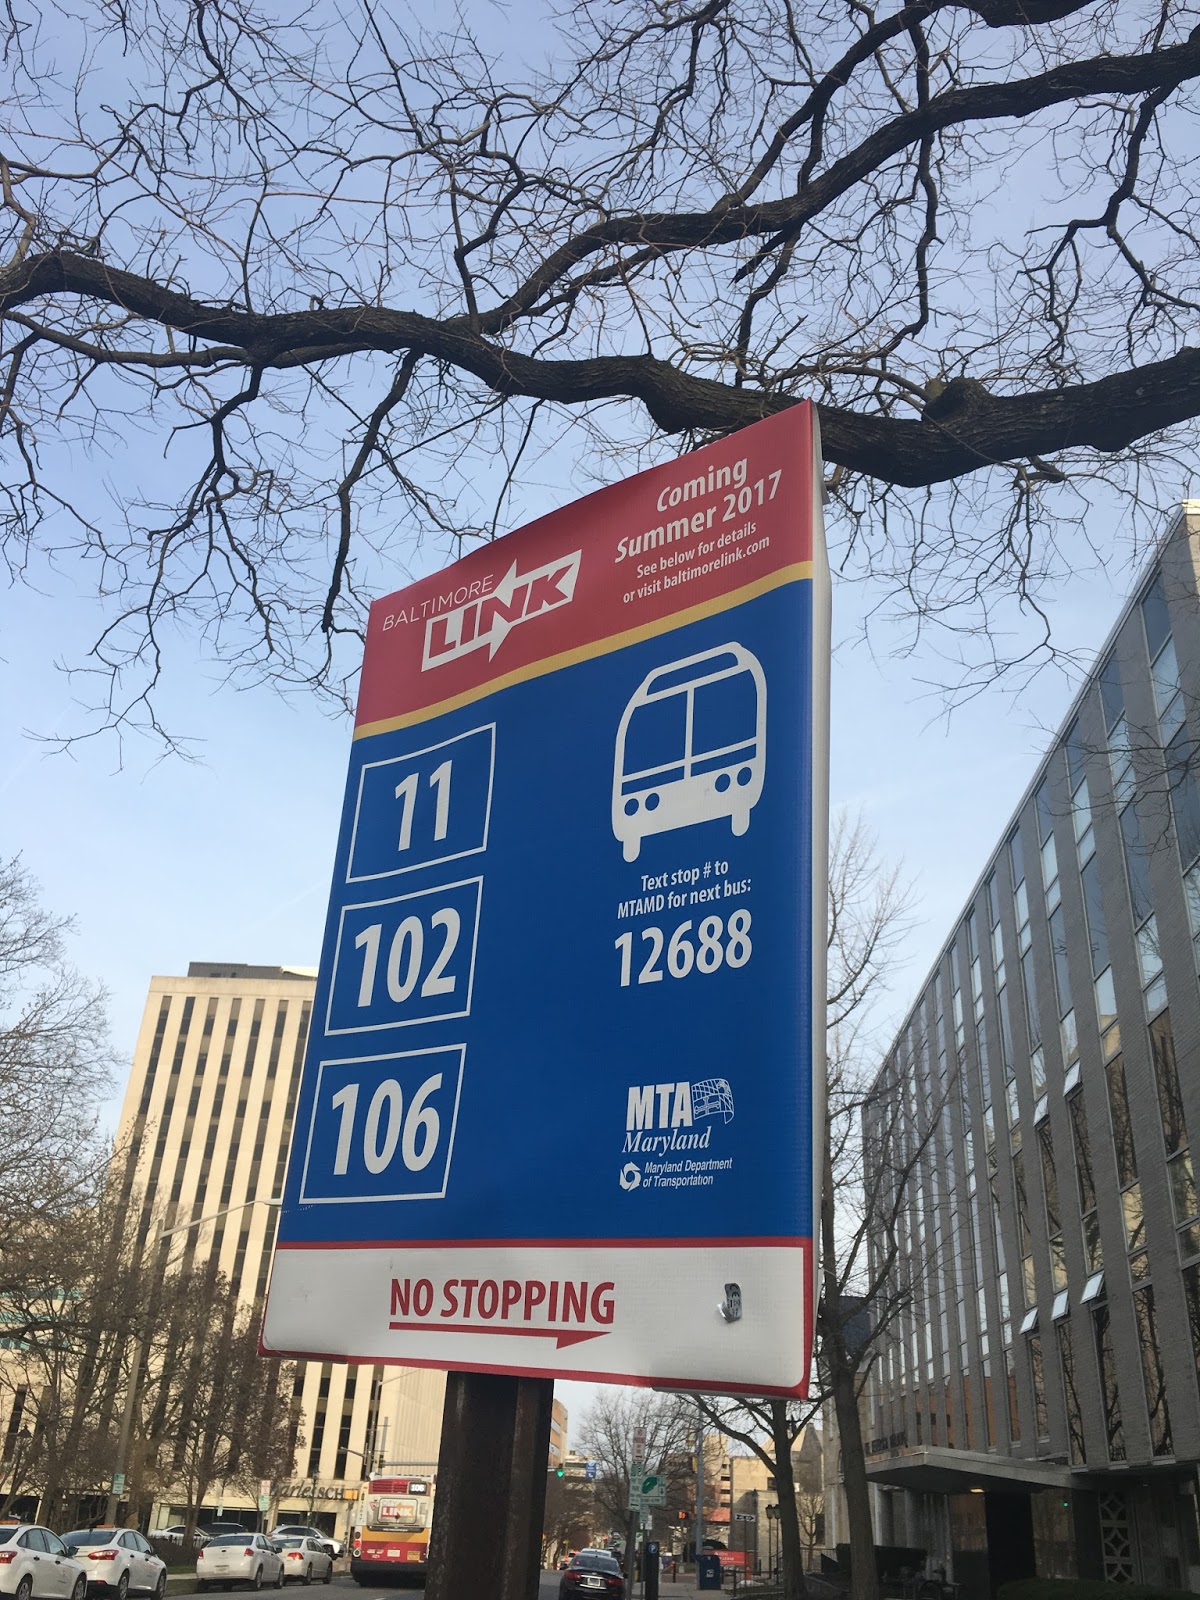 Coming
Summer 2017
See below for details
or visit baltimorelink.com
BALTIMORE
LINK
11
102
106
Text stop # to
MTAMD for next bus:
12688
MTA
Maryland
Maryland Department
of Transportation
NO STOPPING
LINK